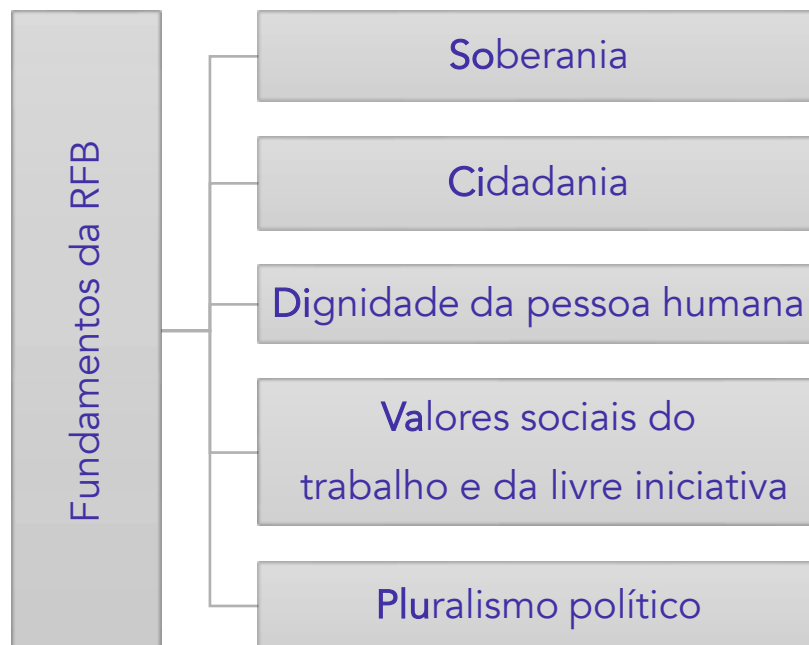 Fundamentos da RFB
Soberania
Cidadania
Dignidade da pessoa humana
Valores sociais do
trabalho e da livre iniciativa
Pluralismo político